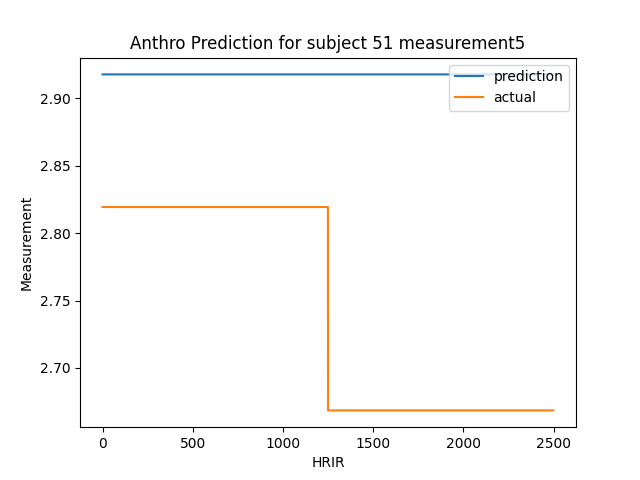 Anthro Prediction for subject 51 measurement5
prediction
actual
Measurement
2.90
2.85
2.80
2.75
2.70
0 500 1000 1500 2000 2500
HRIR